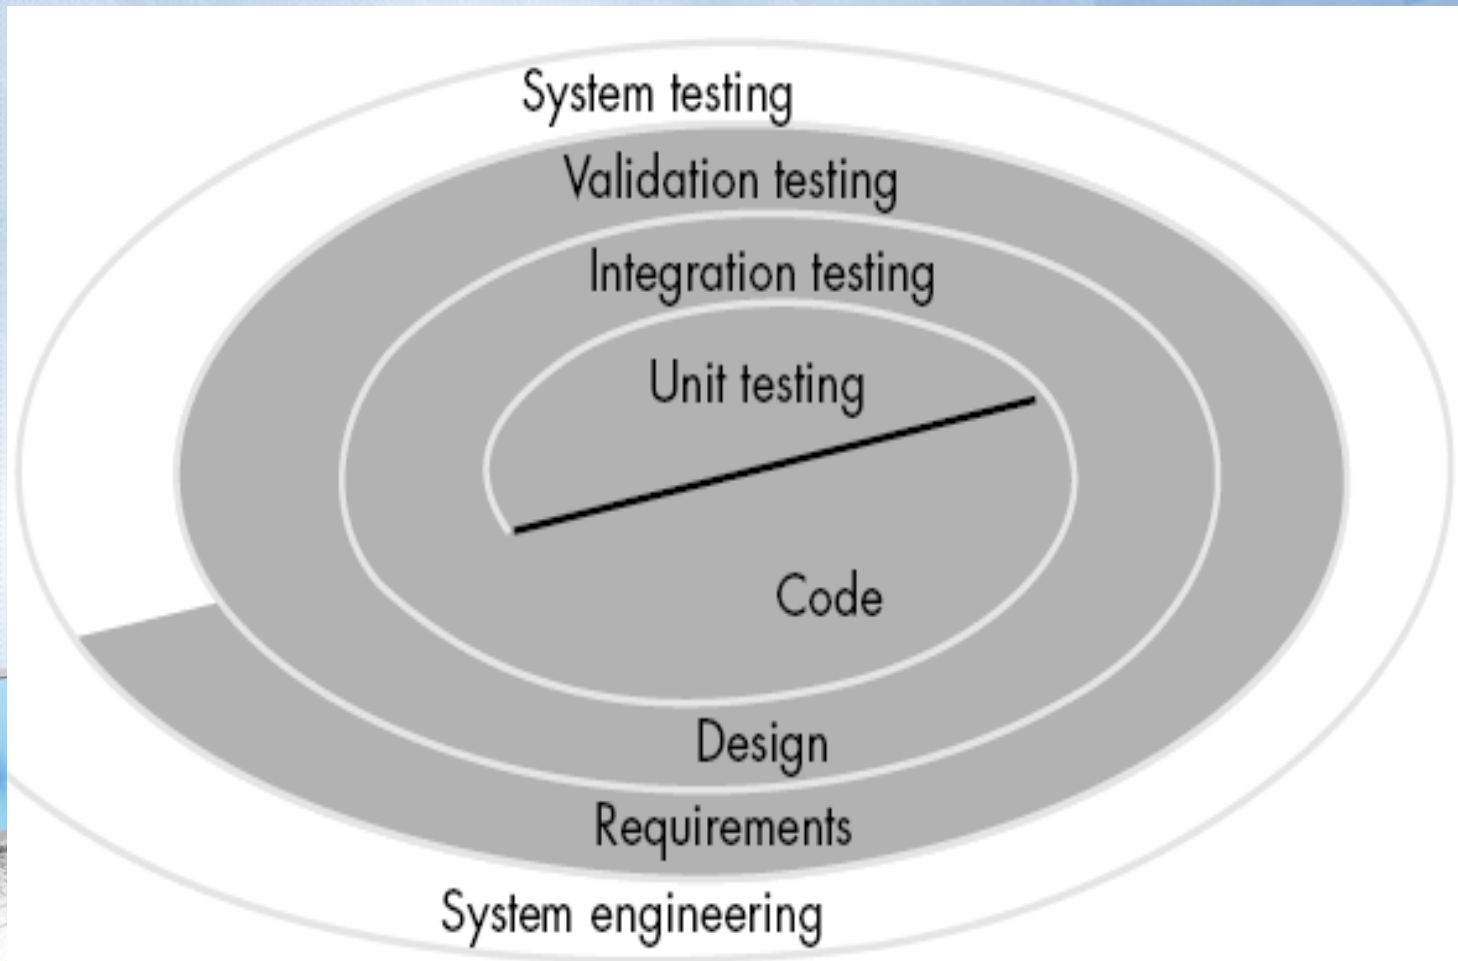 System testing
Validation testing
Integration testing
Unit testing
Code
Design
Requirements
System engineering